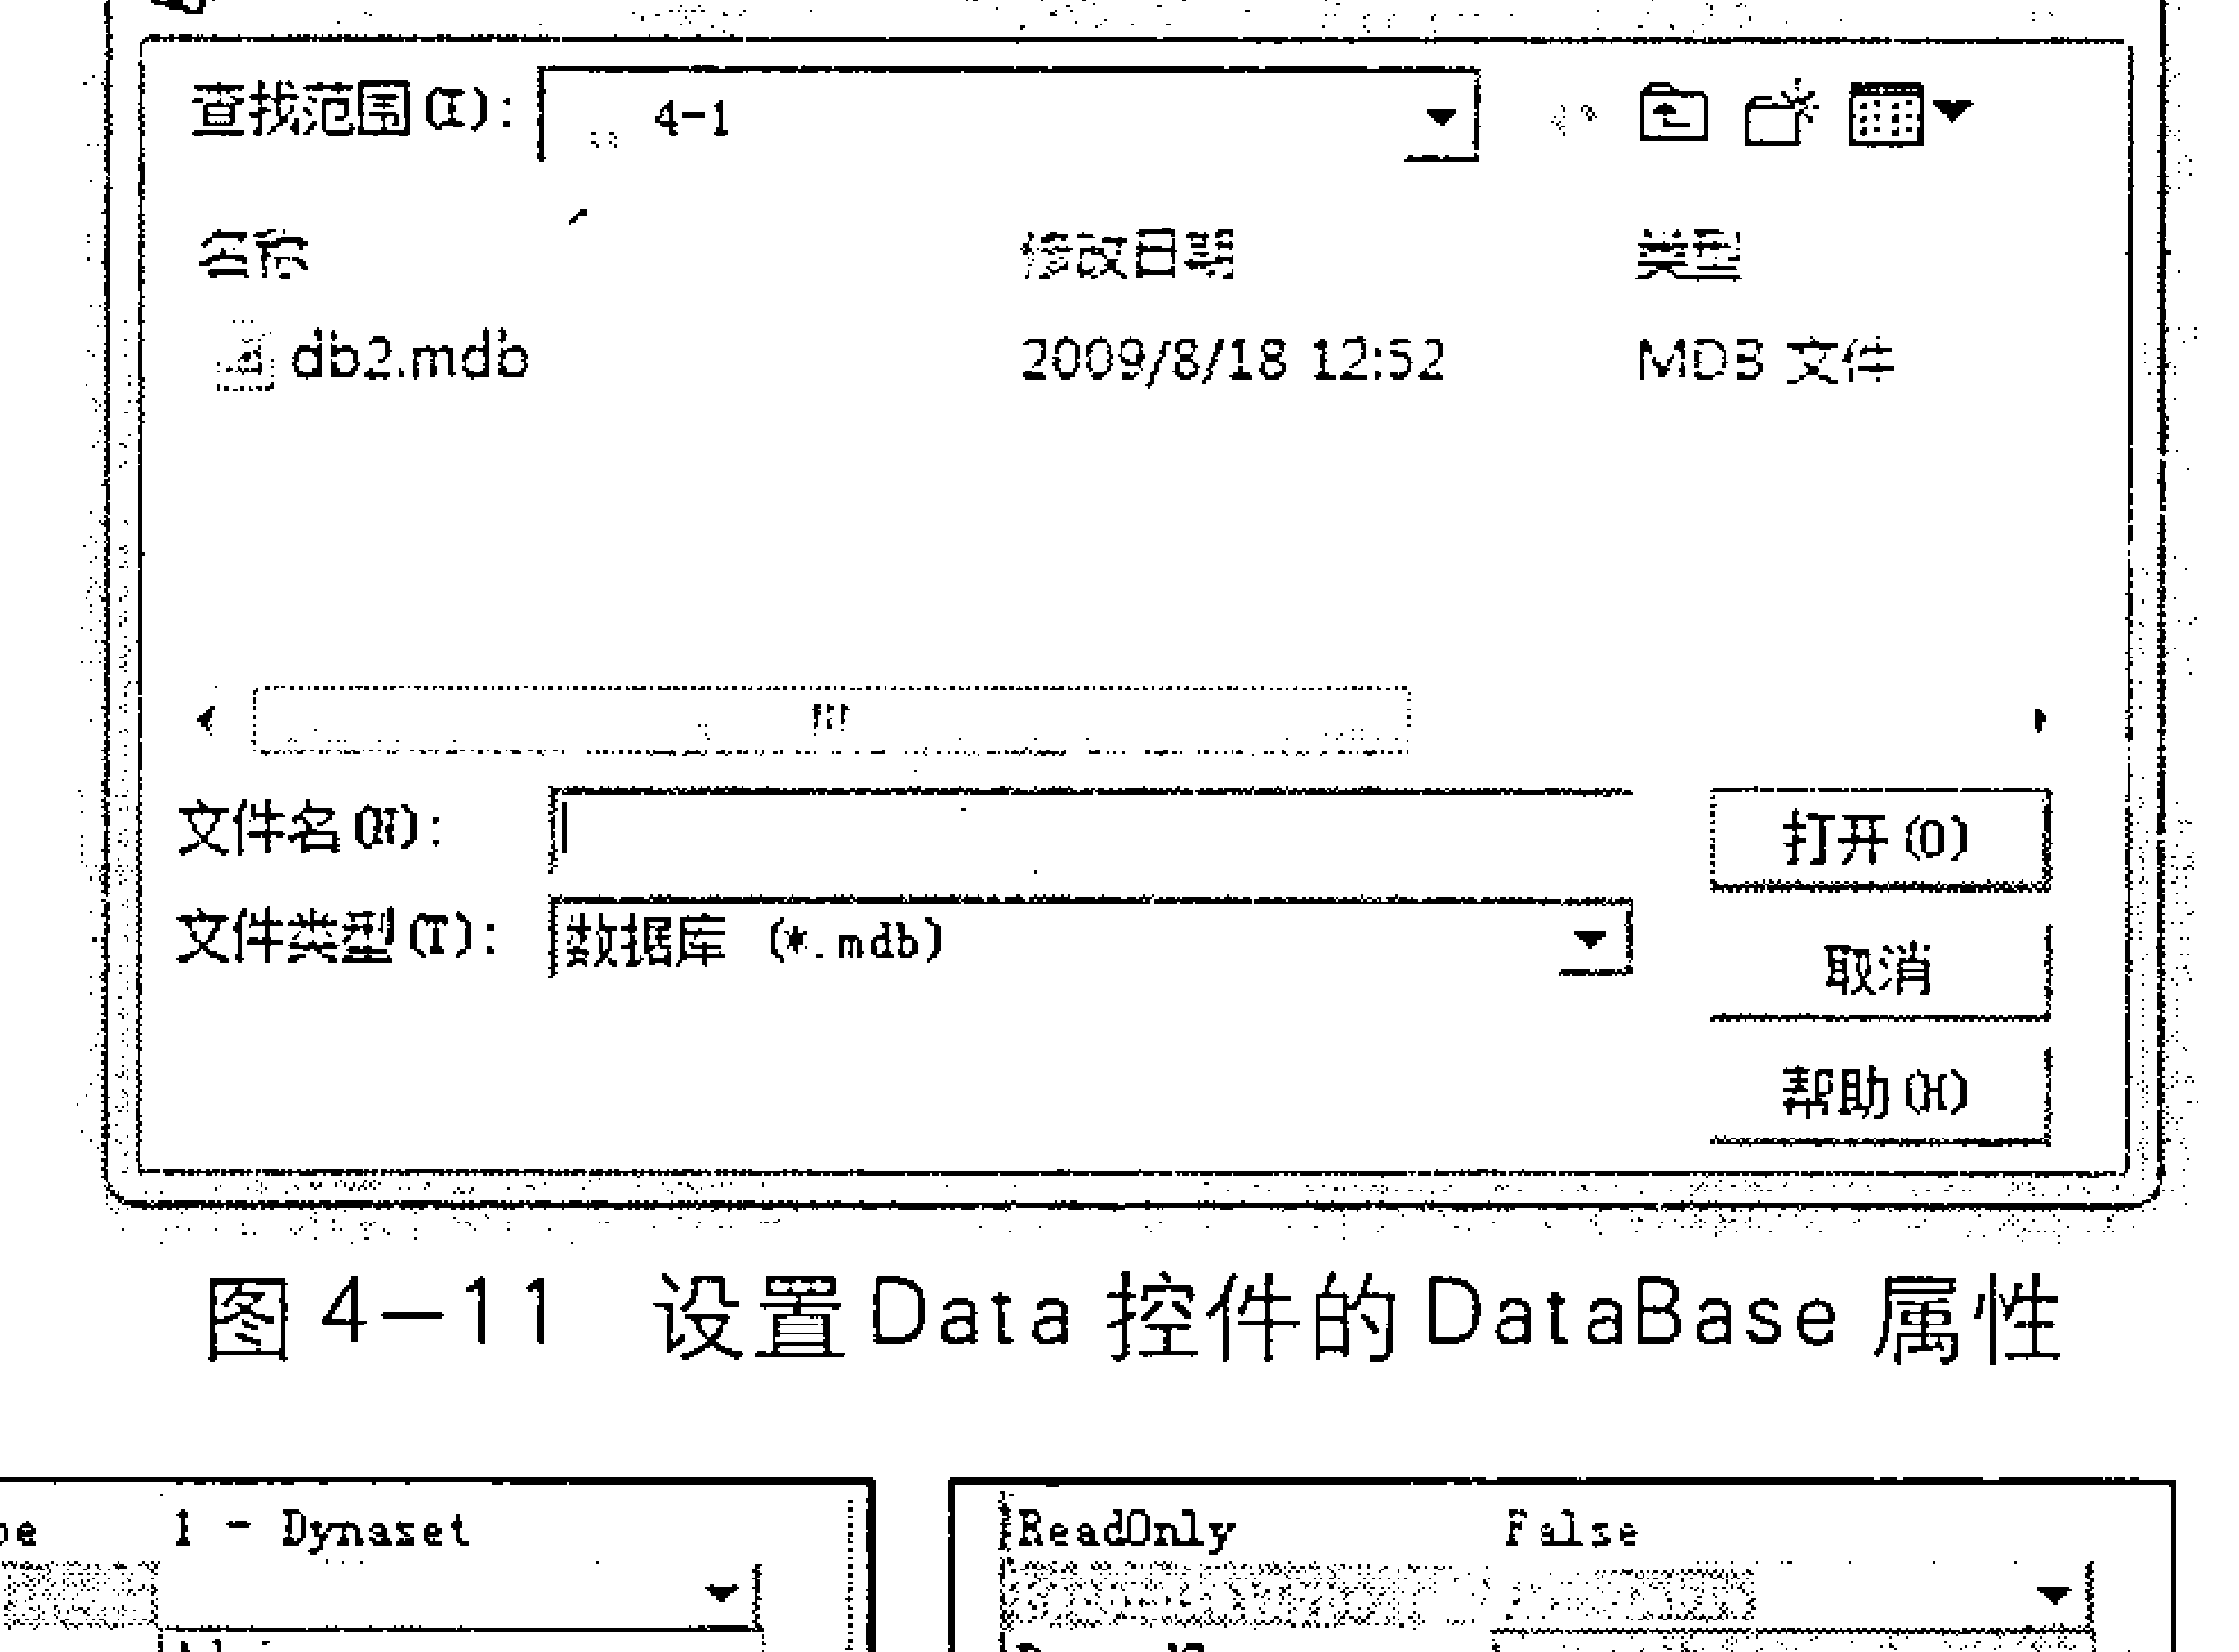 查找范围(I): 4-1
名称 修改日期 类型
db2.mdb 2009/8/18 12:52 MDB 文件
文件名(N): 打开(O)
文件类型(T): 数据库 (*.mdb)
取消
帮助(H)
图 4-11 设置 Data 控件的 DataBase 属性
1 - Dynaset
ReadOnly False